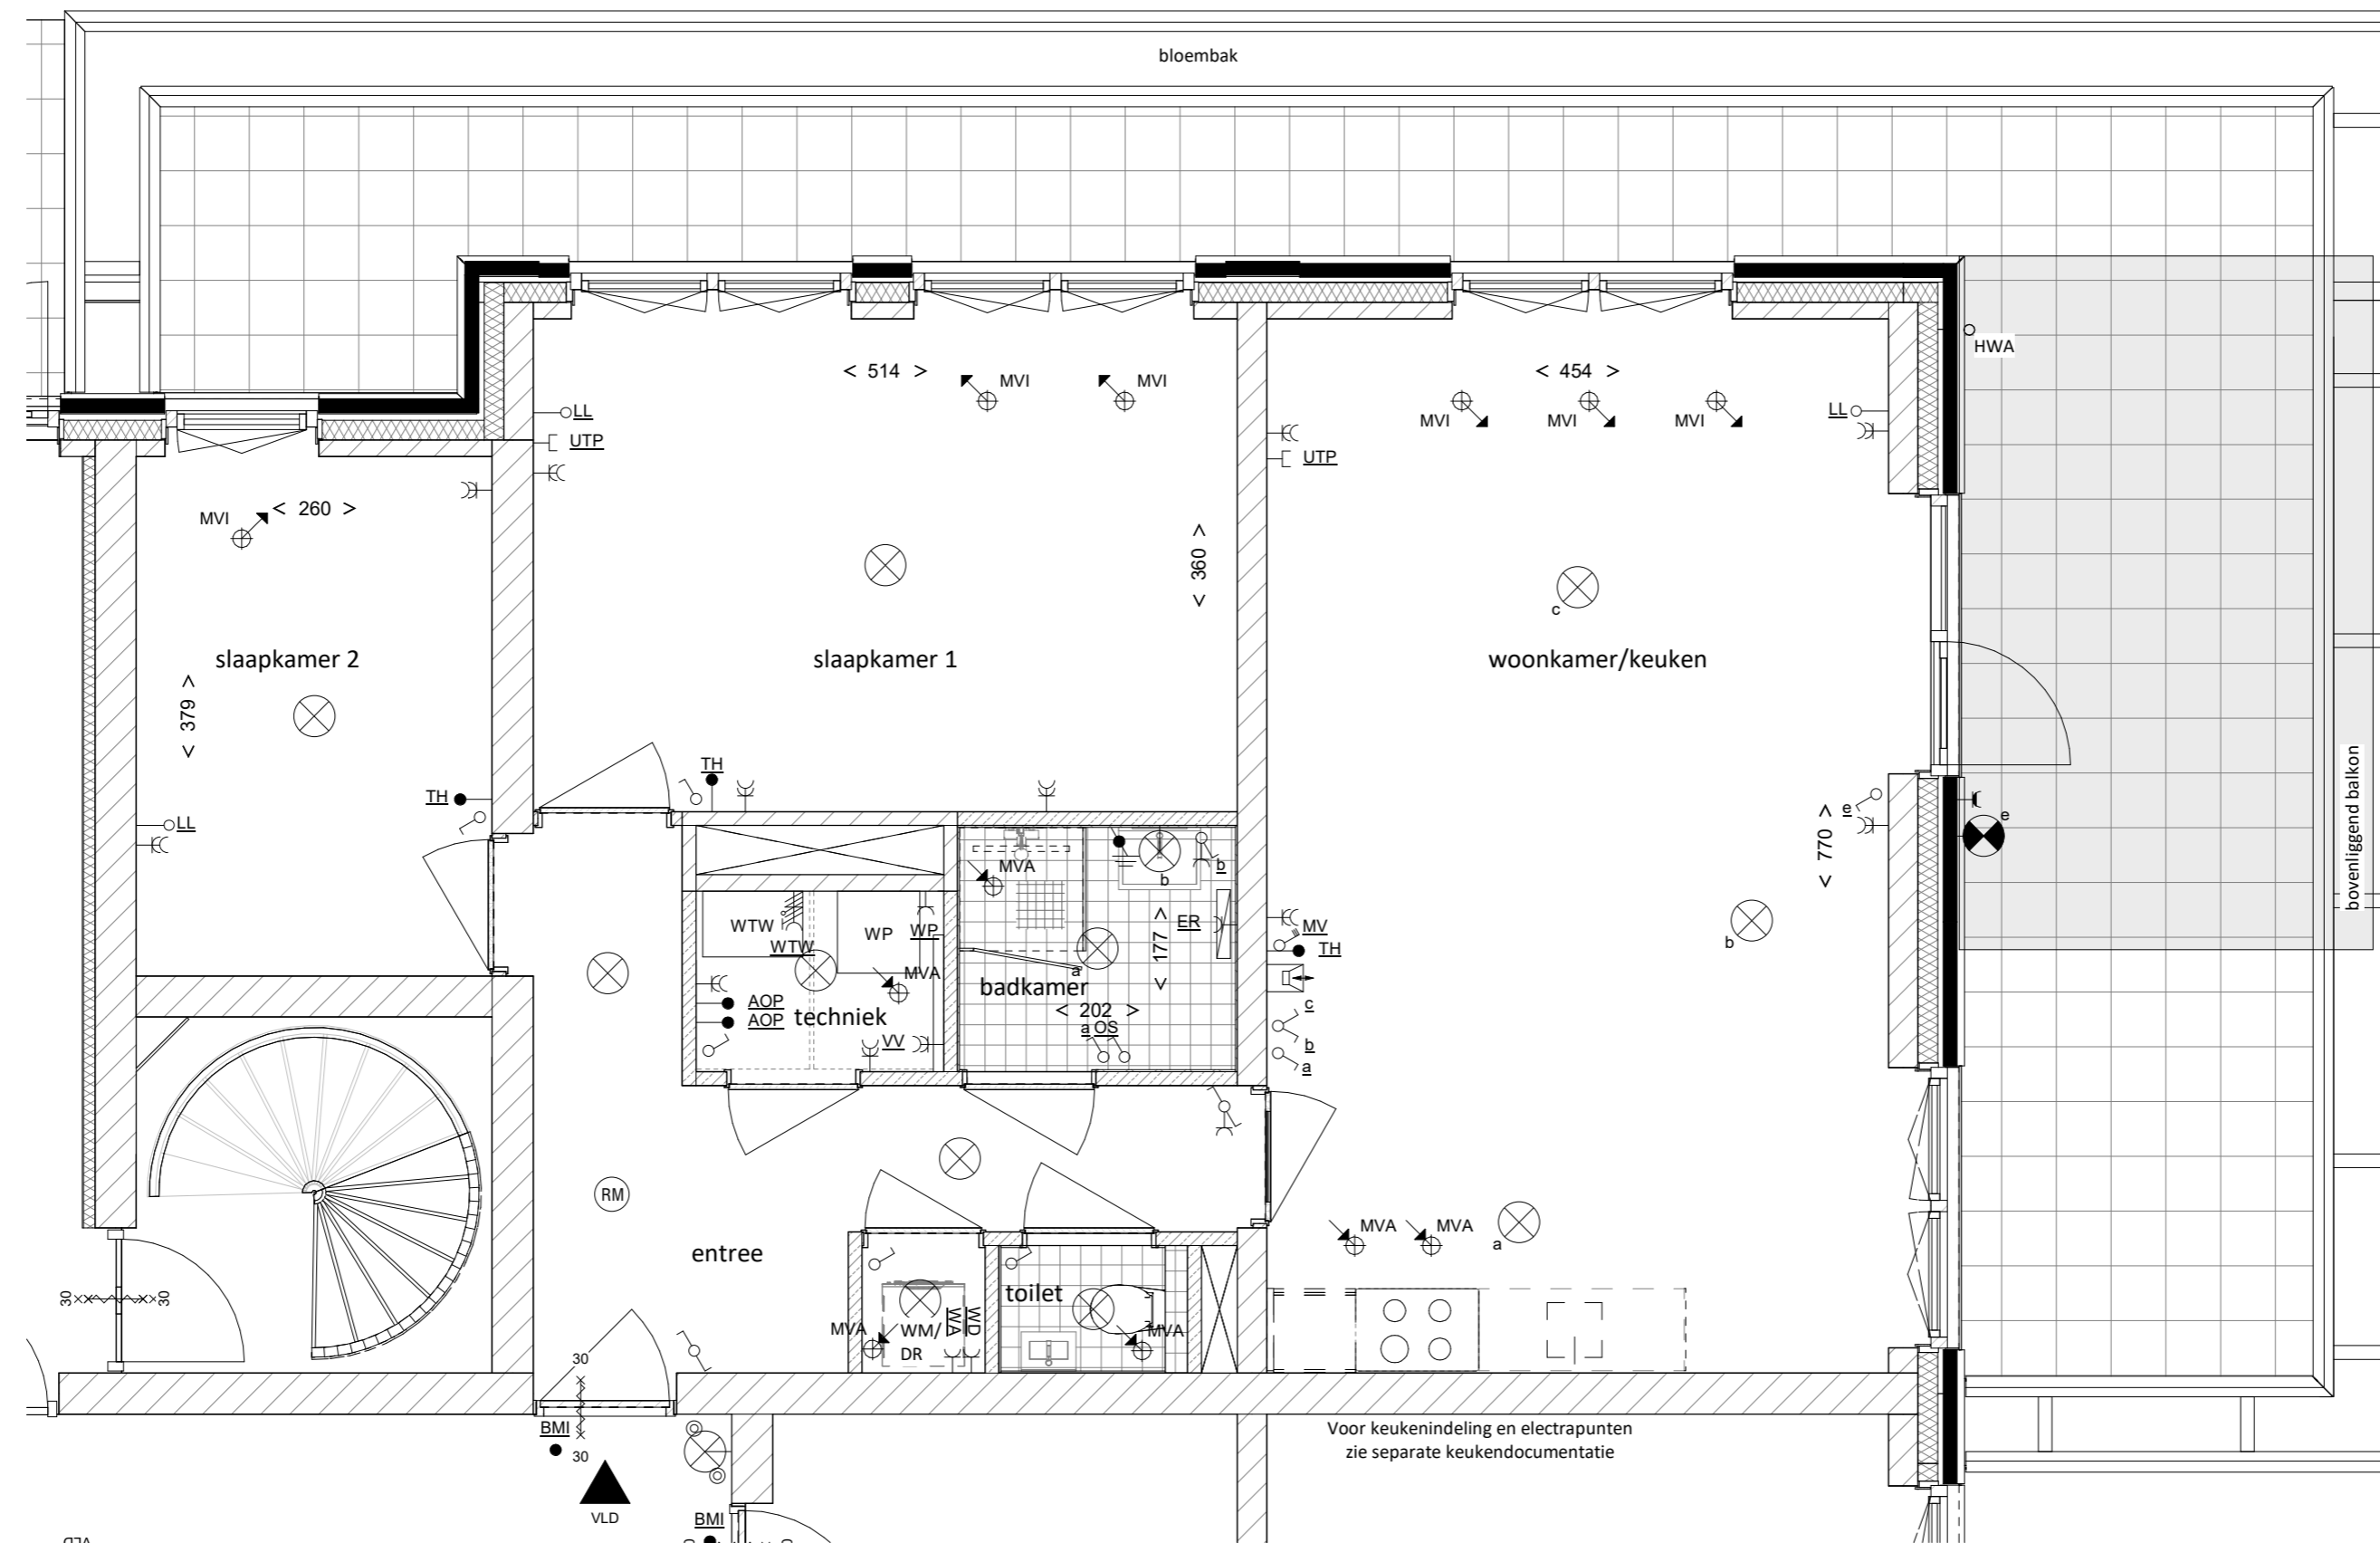 bloembak
HWA
< 514 >
MVI
MVI
< 454 >
MVI
MVI
MVI
LL
LL
UTP
UTP
MVI
< 260 >
< 360 >
c
slaapkamer 2
slaapkamer 1
woonkamer/keuken
< 379 >
TH
TH
LL
e
e
< 770 >
bovenliggend balkon
MVA
b
b
WTW
WTW
WP
WP
MVA
ER
< 177 >
MV
TH
b
a
badkamer
AOP
AOP
techniek
< 202 >
a OS
VV
c
b
a
RM
entree
MVA
MVA
a
toilet
30
30
MVA
WM/
DR
WA
WD
MVA
30
30
BMI
VLD
BMI
Voor keukenindeling en electrapunten
zie separate keukendocumentatie